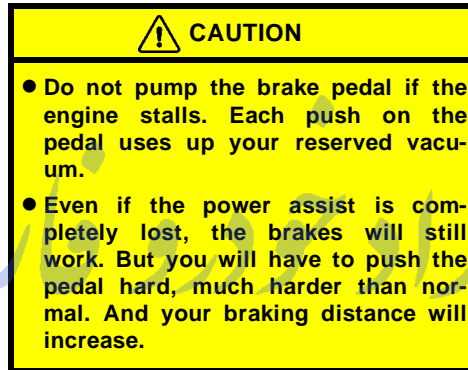 CAUTION
● Do not pump the brake pedal if the
engine stalls. Each push on the
pedal uses up your reserved vacu-
um.
● Even if the power assist is com-
pletely lost, the brakes will still
work. But you will have to push the
pedal hard, much harder than nor-
mal. And your braking distance will
increase.